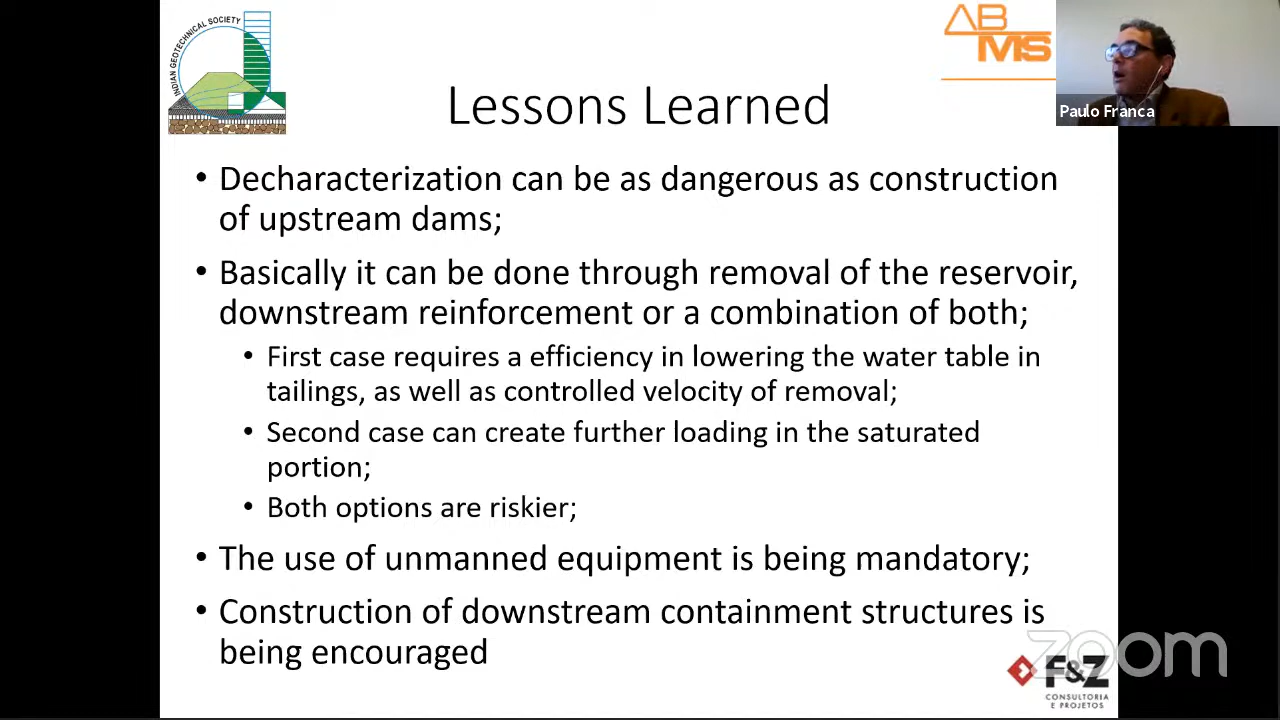 INDIAN GEOTECHNICAL SOCIETY
AB
MS
Paulo Franca
Lessons Learned
• Decharacterization can be as dangerous as construction
of upstream dams;
• Basically it can be done through removal of the reservoir,
downstream reinforcement or a combination of both;
• First case requires a efficiency in lowering the water table in
tailings, as well as controlled velocity of removal;
• Second case can create further loading in the saturated
portion;
• Both options are riskier;
• The use of unmanned equipment is being mandatory;
• Construction of downstream containment structures is
being encouraged
zoom
F&Z
CONSULTORIA
E PROJETOS